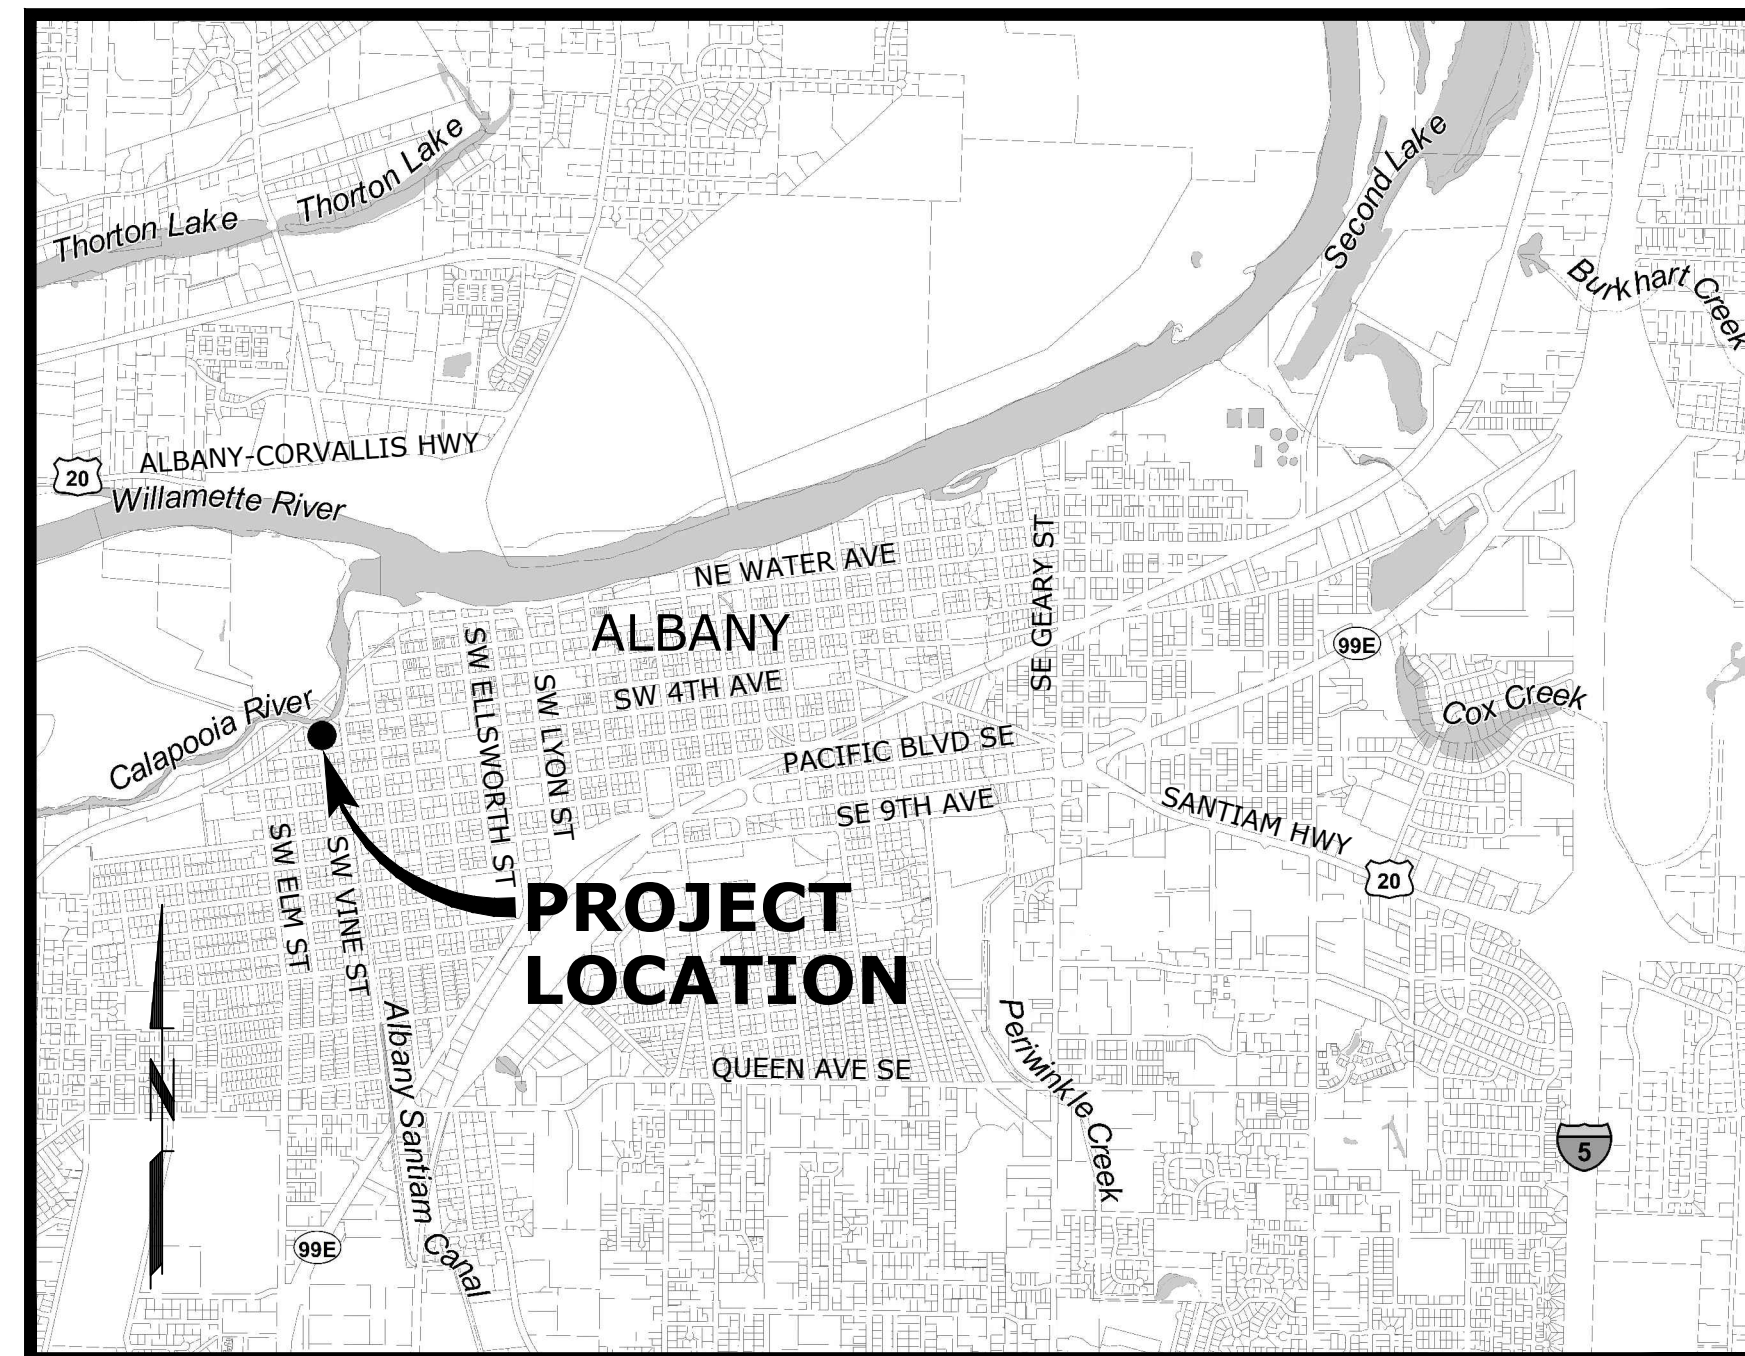 Thorton Lake
Thorton Lake
Second Lake
Burkhart Creek
ALBANY-CORVALLIS HWY
20
Willamette River
NE WATER AVE
SE GEARY ST
ALBANY
99E
SW ELLSWORTH ST
SW LYON ST
SW 4TH AVE
Calapooia River
Cox Creek
PACIFIC BLVD SE
SE 9TH AVE
SANTIAM HWY
20
SW ELM ST
SW VINE ST
PROJECT
LOCATION
N
Albany Santiam Canal
Periwinkle Creek
QUEEN AVE SE
5
99E